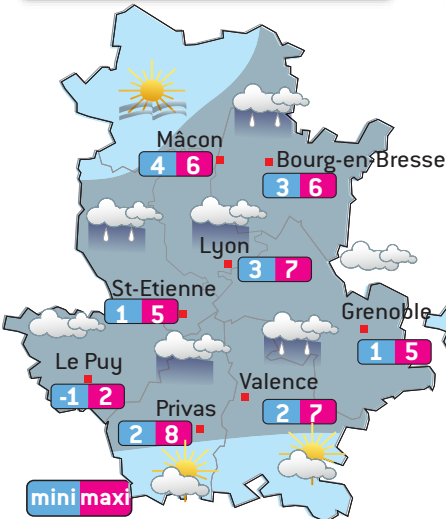 Mâcon
4 6
Bourg-en-Bresse
3 6
Lyon
3 7
St-Etienne
1 5
Grenoble
1 5
Le Puy
-1 2
Valence
2 7
Privas
2 8
mini maxi